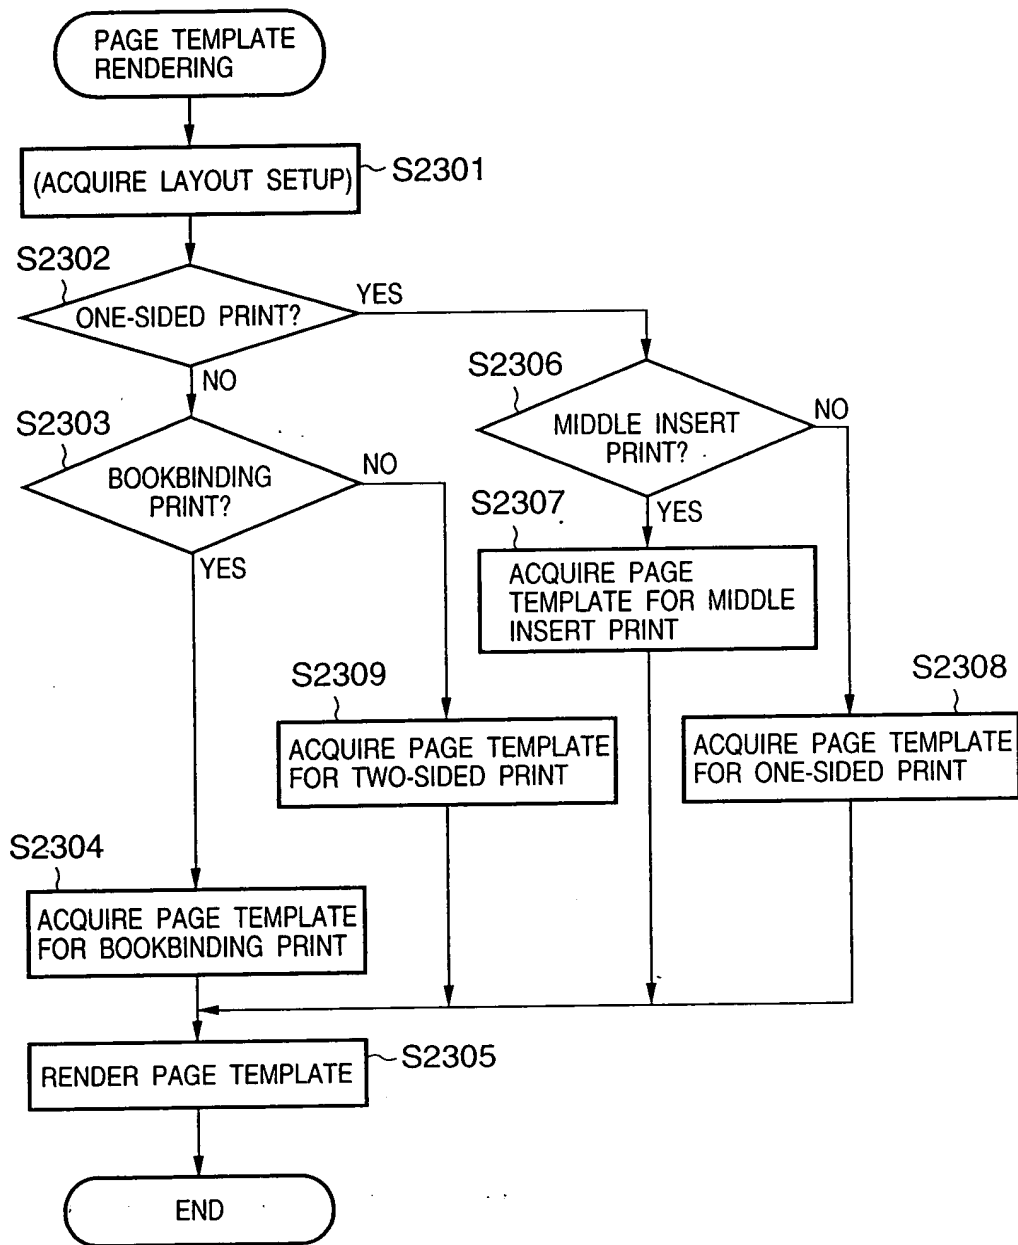 PAGE TEMPLATE
RENDERING
(ACQUIRE LAYOUT SETUP)
S2301
S2302
ONE-SIDED PRINT?
YES
NO
S2303
BOOKBINDING
PRINT?
NO
YES
S2306
MIDDLE INSERT
PRINT?
NO
YES
S2307
ACQUIRE PAGE
TEMPLATE FOR MIDDLE
INSERT PRINT
S2309
ACQUIRE PAGE TEMPLATE
FOR TWO-SIDED PRINT
S2308
ACQUIRE PAGE TEMPLATE
FOR ONE-SIDED PRINT
S2304
ACQUIRE PAGE TEMPLATE
FOR BOOKBINDING PRINT
RENDER PAGE TEMPLATE
S2305
END